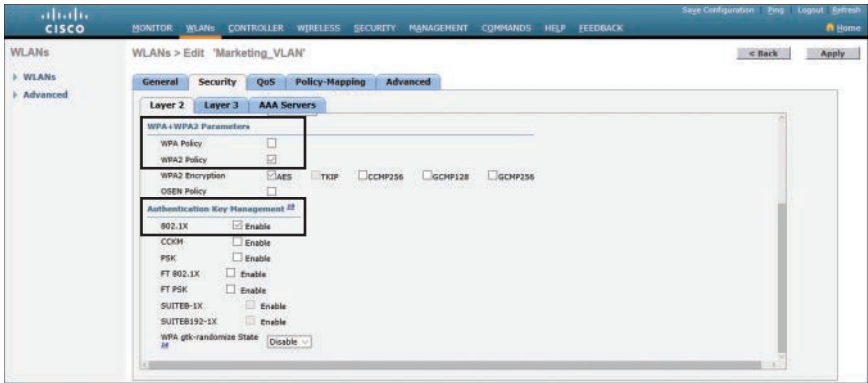 Save Configuration Ping Logout Refresh
CISCO MONITOR WLANs CONTROLLER WIRELESS SECURITY MANAGEMENT COMMANDS HELP FEEDBACK Home
WLANs WLANs > Edit 'Marketing_VLAN' < Back Apply
WLANs
Advanced
General Security QoS Policy-Mapping Advanced
Layer 2 Layer 3 AAA Servers
WPA+WPA2 Parameters
WPA Policy
WPA2 Policy
WPA2 Encryption AES TKIP CCMP256 GCMP128 GCMP256
OSEN Policy
Authentication Key Management
802.1X Enable
CCKM Enable
PSK Enable
FT 802.1X Enable
FT PSK Enable
SUITEB-1X Enable
SUITEB192-1X Enable
WPA gtk-randomize State Disable